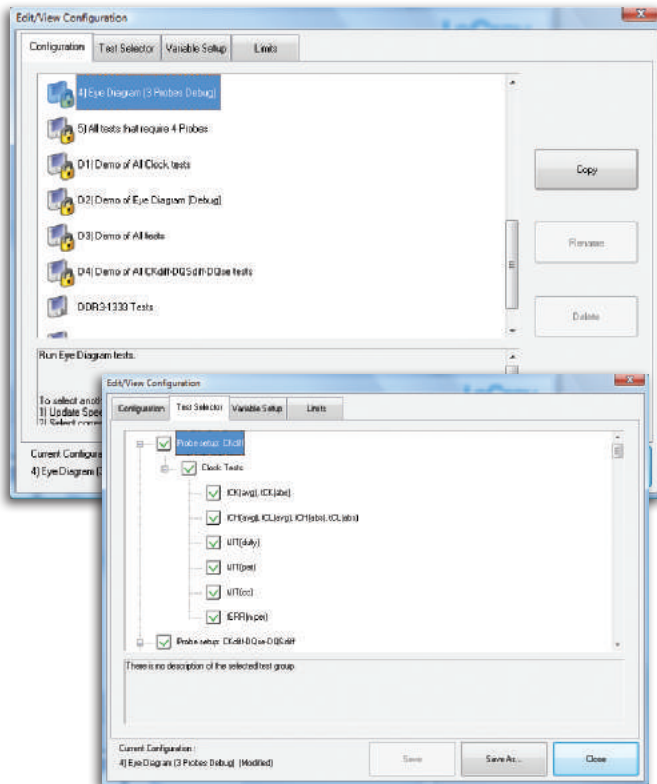 Edit/View Configuration
Configuration Test Selector Variable Setup Limits
4) Eye Diagram (3 Probes Debug)
5) All tests that require 4 Probes
D1) Demo of All Clock tests
Copy
D2) Demo of Eye Diagram (Debug)
D3) Demo of All tests
Rename
D4) Demo of All CKdiff-DQSdiff-DQse tests
DDR3-1333 Tests
Delete
Run Eye Diagram tests.
To select anoth
1) Update Spee
2) Select corre
Current Configura
4) Eye Diagram (3
Edit/View Configuration
Configuration Test Selector Variable Setup Limits
Probe setup: CKdiff
Clock Tests
tCK(avg), tCK(abs)
tCH(avg), tCL(avg), tCH(abs), tCL(abs)
tJIT(duty)
tJIT(per)
tJIT(cc)
tERR(n per)
Probe setup: CKdiff-DQse-DQSdiff
There is no description of the selected test group
Current Configuration :
4) Eye Diagram (3 Probes Debug) (Modified)
Save Save As... Close